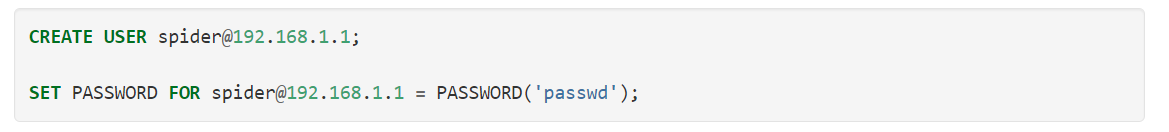 CREATE USER spider@192.168.1.1;
SET PASSWORD FOR spider@192.168.1.1 = PASSWORD('passwd');